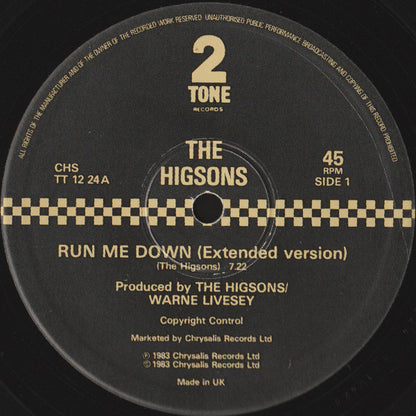 ALL RIGHTS OF THE MANUFACTURER AND OF THE OWNER OF THE RECORDED WORK RESERVED UNAUTHORISED PUBLIC PERFORMANCE BROADCASTING AND COPYING OF THIS RECORD PROHIBITED
2
TONE
RECORDS
THE
HIGSONS
CHS
TT 12 24A
45
RPM
SIDE 1
RUN ME DOWN (Extended version)
(The Higsons) 7.22
Produced by THE HIGSONS/
WARNE LIVESEY
Copyright Control
Marketed by Chrysalis Records Ltd
℗ 1983 Chrysalis Records Ltd
© 1983 Chrysalis Records Ltd
Made in UK